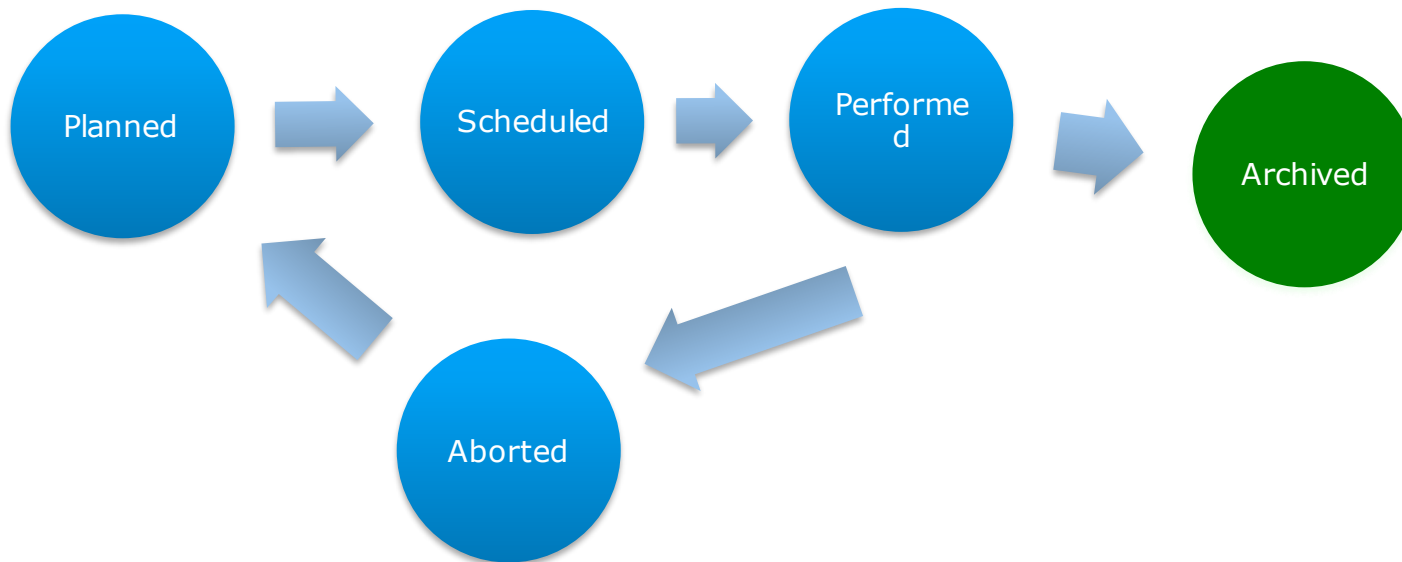 Planned
Scheduled
Performe
d
Archived
Aborted